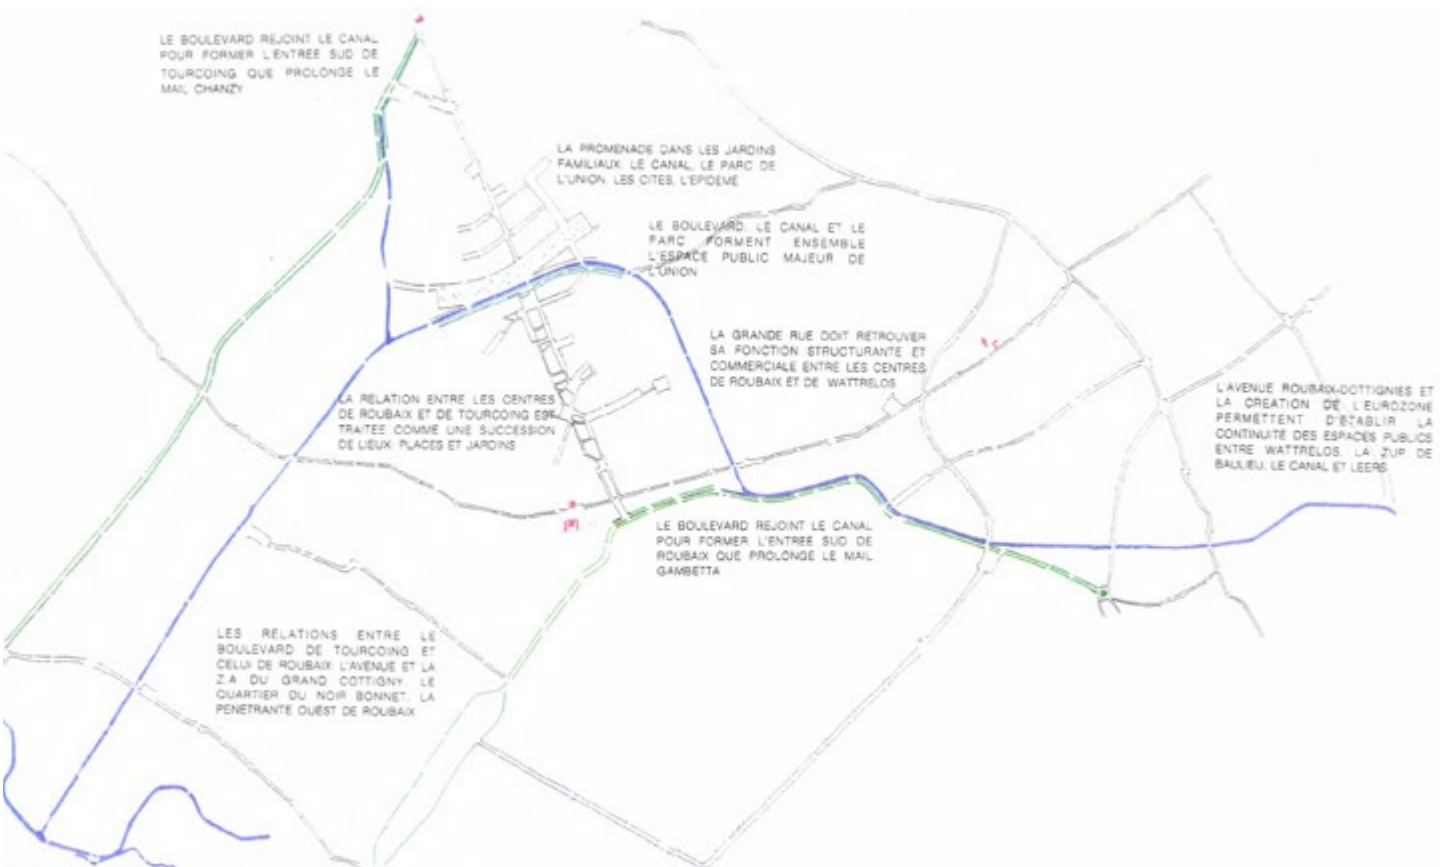 LE BOULEVARD REJOINT LE CANAL
POUR FORMER L'ENTREE SUD DE
TOURCOING QUE PROLONGE LE
MAIL CHANZY
LA PROMENADE DANS LES JARDINS
FAMILIAUX. LE CANAL, LE PARC DE
L'UNION, LES CITES, L'EPIDEME
LE BOULEVARD, LE CANAL ET LE
PARC FORMENT ENSEMBLE
L'ESPACE PUBLIC MAJEUR DE
L'UNION
LA GRANDE RUE DOIT RETROUVER
SA FONCTION STRUCTURANTE ET
COMMERCIALE ENTRE LES CENTRES
DE ROUBAIX ET DE WATTRELOS
LA RELATION ENTRE LES CENTRES
DE ROUBAIX ET DE TOURCOING EST
TRAITEE COMME UNE SUCCESSION
DE LIEUX, PLACES ET JARDINS
L'AVENUE ROUBAIX-DOTTIGNIES ET
LA CREATION DE L'EUROZONE
PERMETTENT D'ETABLIR LA
CONTINUITE DES ESPACES PUBLICS
ENTRE WATTRELOS, LA ZUP DE
BAULIEU, LE CANAL ET LEERS
LE BOULEVARD REJOINT LE CANAL
POUR FORMER L'ENTREE SUD DE
ROUBAIX QUE PROLONGE LE MAIL
GAMBETTA
LES RELATIONS ENTRE LE
BOULEVARD DE TOURCOING ET
CELUI DE ROUBAIX: L'AVENUE ET LA
Z.A DU GRAND COTTIGNY, LE
QUARTIER DU NOIR BONNET, LA
PENETRANTE OUEST DE ROUBAIX